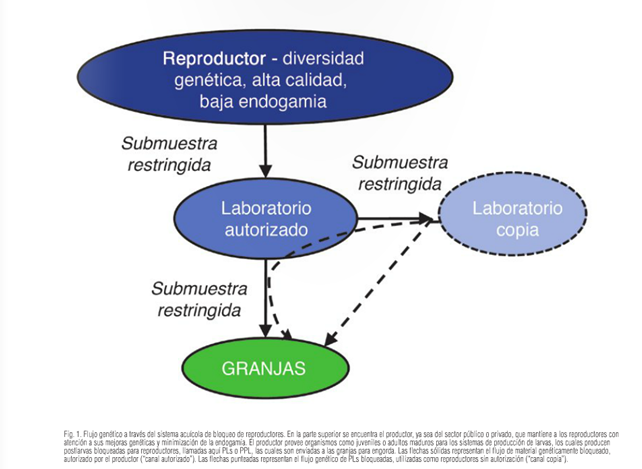 Reproductor - diversidad
genética, alta calidad,
baja endogamia
Submuestra
restringida
Submuestra
restringida
Laboratorio
autorizado
Laboratorio
copia
Submuestra
restringida
GRANJAS
Fig. 1. Flujo genético a través del sistema acuícola de bloqueo de reproductores. En la parte superior se encuentra el productor, ya sea del sector público o privado, que mantiene a los reproductores con
atención a sus mejoras genéticas y minimización de la endogamia. El productor provee organismos como juveniles o adultos maduros para los sistemas de producción de larvas, los cuales producen
postlarvas bloqueadas para reproductores, llamadas aquí PLs o PPL, las cuales son enviadas a las granjas para engorda. Las flechas sólidas representan el flujo de material genéticamente bloqueado,
autorizado por el productor ("canal autorizado"). Las flechas punteadas representan el flujo genético de PLs bloqueadas, utilizadas como reproductores sin autorización ("canal copia").